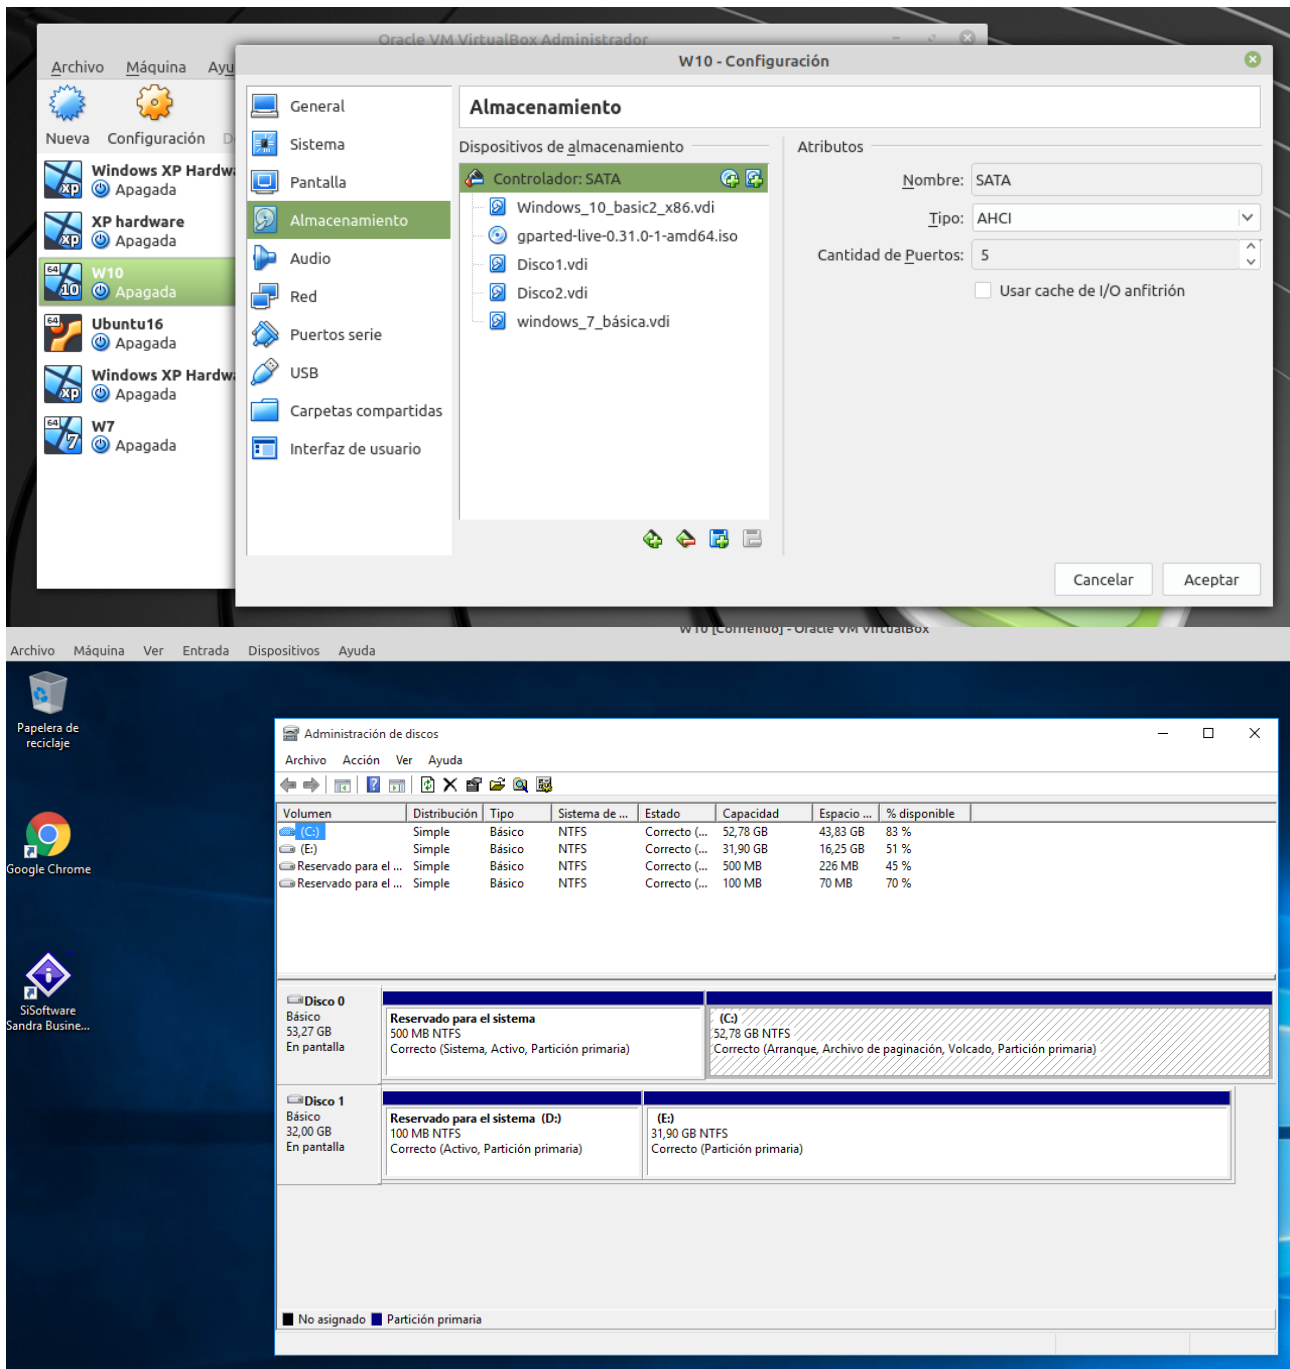 Oracle VM VirtualBox Administrador
W10 - Configuración
Archivo Máquina Ayu
Nueva Configuración D
Windows XP Hardwa
Apagada
XP hardware
Apagada
W10
Apagada
Ubuntu16
Apagada
Windows XP Hardwa
Apagada
W7
Apagada
General
Sistema
Pantalla
Almacenamiento
Audio
Red
Puertos serie
USB
Carpetas compartidas
Interfaz de usuario
Almacenamiento
Dispositivos de almacenamiento
Controlador: SATA
Windows_10_basic2_x86.vdi
gparted-live-0.31.0-1-amd64.iso
Disco1.vdi
Disco2.vdi
windows_7_básica.vdi
Atributos
Nombre: SATA
Tipo: AHCI
Cantidad de Puertos: 5
Usar cache de I/O anfitrión
Cancelar Aceptar
W10 [Corriendo] - Oracle VM VirtualBox
Archivo Máquina Ver Entrada Dispositivos Ayuda
Papelera de
reciclaje
Google Chrome
SiSoftware
Sandra Busine...
Administración de discos
Archivo Acción Ver Ayuda
Volumen Distribución Tipo Sistema de ... Estado Capacidad Espacio ... % disponible
(C:) Simple Básico NTFS Correcto (... 52,78 GB 43,83 GB 83 %
(E:) Simple Básico NTFS Correcto (... 31,90 GB 16,25 GB 51 %
Reservado para el ... Simple Básico NTFS Correcto (... 500 MB 226 MB 45 %
Reservado para el ... Simple Básico NTFS Correcto (... 100 MB 70 MB 70 %
Disco 0
Básico
53,27 GB
En pantalla
Reservado para el sistema
500 MB NTFS
Correcto (Sistema, Activo, Partición primaria)
(C:)
52,78 GB NTFS
Correcto (Arranque, Archivo de paginación, Volcado, Partición primaria)
Disco 1
Básico
32,00 GB
En pantalla
Reservado para el sistema (D:)
100 MB NTFS
Correcto (Activo, Partición primaria)
(E:)
31,90 GB NTFS
Correcto (Partición primaria)
No asignado Partición primaria